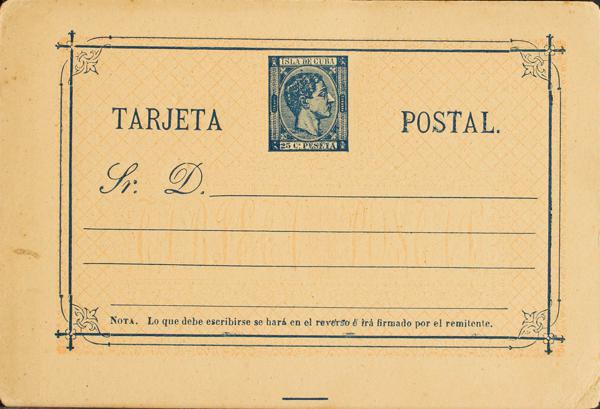 ISLA DE CUBA
TARJETA
25 Cs PESETA
POSTAL.
Sr. D.
NOTA. Lo que debe escribirse se hará en el reverso é irá firmado por el remitente.